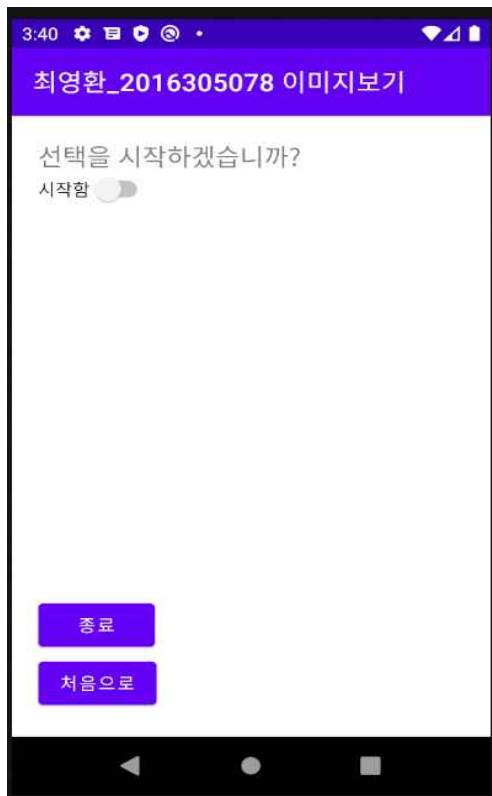 3:40
최영환_2016305078 이미지보기
선택을 시작하겠습니까?
시작함
종료
처음으로